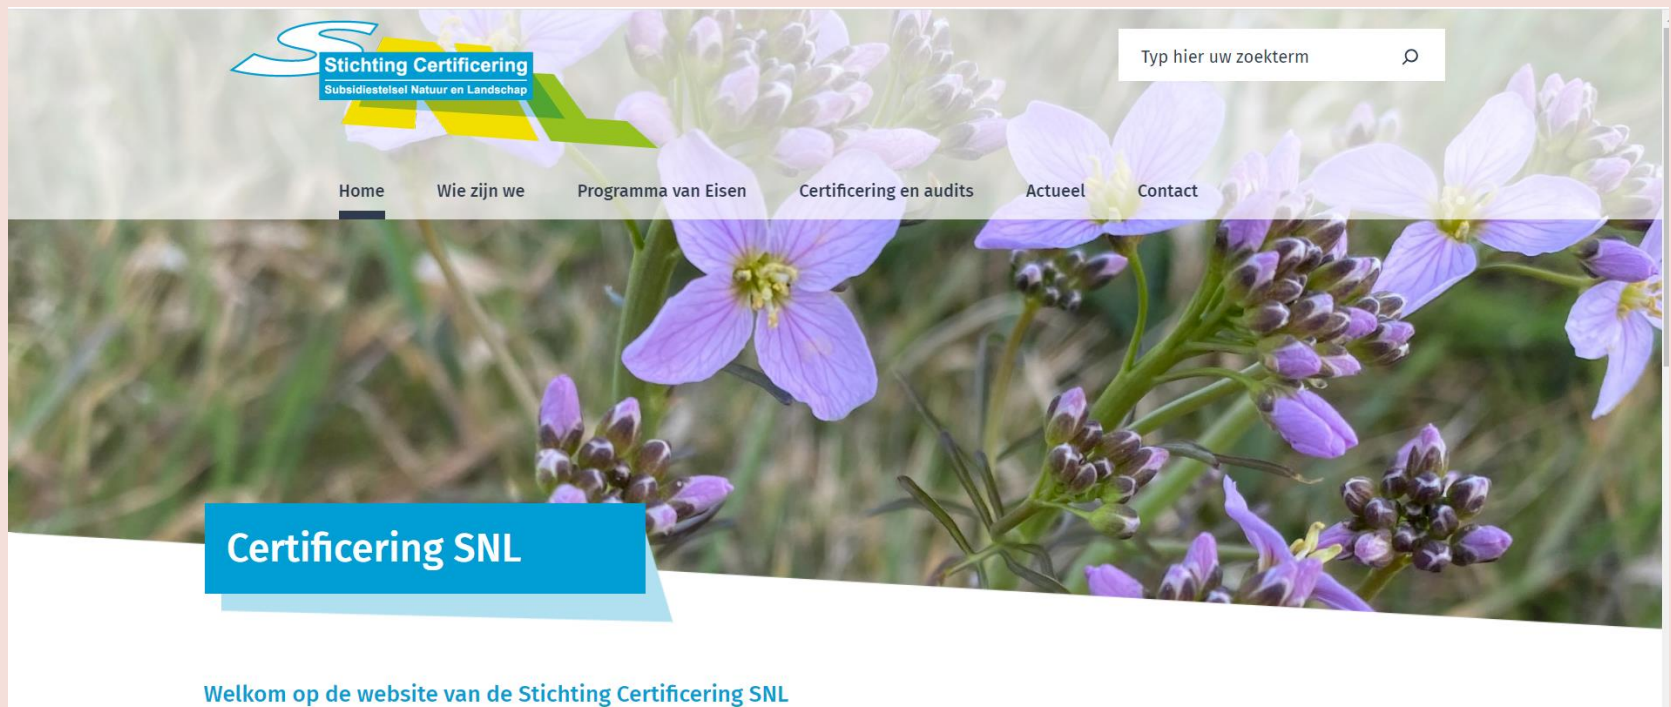 Stichting Certificering
Subsidiestelsel Natuur en Landschap
Typ hier uw zoekterm
Home Wie zijn we Programma van Eisen Certificering en audits Actueel Contact
Certificering SNL
Welkom op de website van de Stichting Certificering SNL